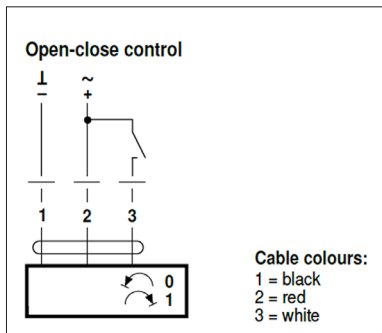 Open-close control
⊥ ~
– +
1 2 3
0
1
Cable colours:
1 = black
2 = red
3 = white